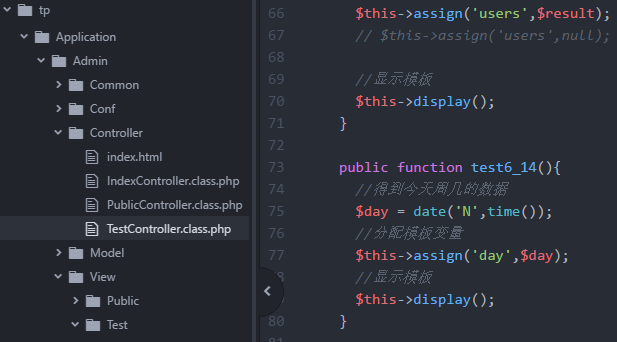 tp
Application
Admin
Common
Conf
Controller
index.html
IndexController.class.php
PublicController.class.php
TestController.class.php
Model
View
Public
Test
66 $this->assign('users',$result);
67 // $this->assign('users',null);
68
69 //显示模板
70 $this->display();
71 }
72
73 public function test6_14(){
74 //得到今天周几的数据
75 $day = date('N',time());
76 //分配模板变量
77 $this->assign('day',$day);
//显示模板
$this->display();
80 }